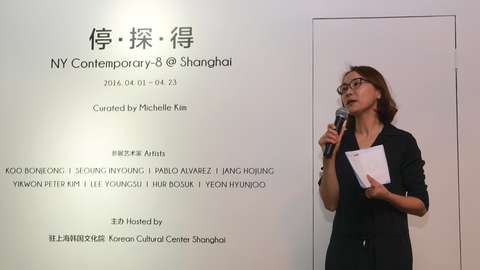 停·探·得
NY Contemporary-8 @ Shanghai
2016. 04. 01 – 04. 23
Curated by Michelle Kim
参展艺术家 Artists
KOO BONJEONG I SEOUNG INYOUNG I PABLO ALVAREZ I JANG HOJUNG
YIKWON PETER KIM I LEE YOUNGSU I HUR BOSUK I YEON HYUNJOO
主办 Hosted by
驻上海韩国文化院 Korean Cultural Center Shanghai